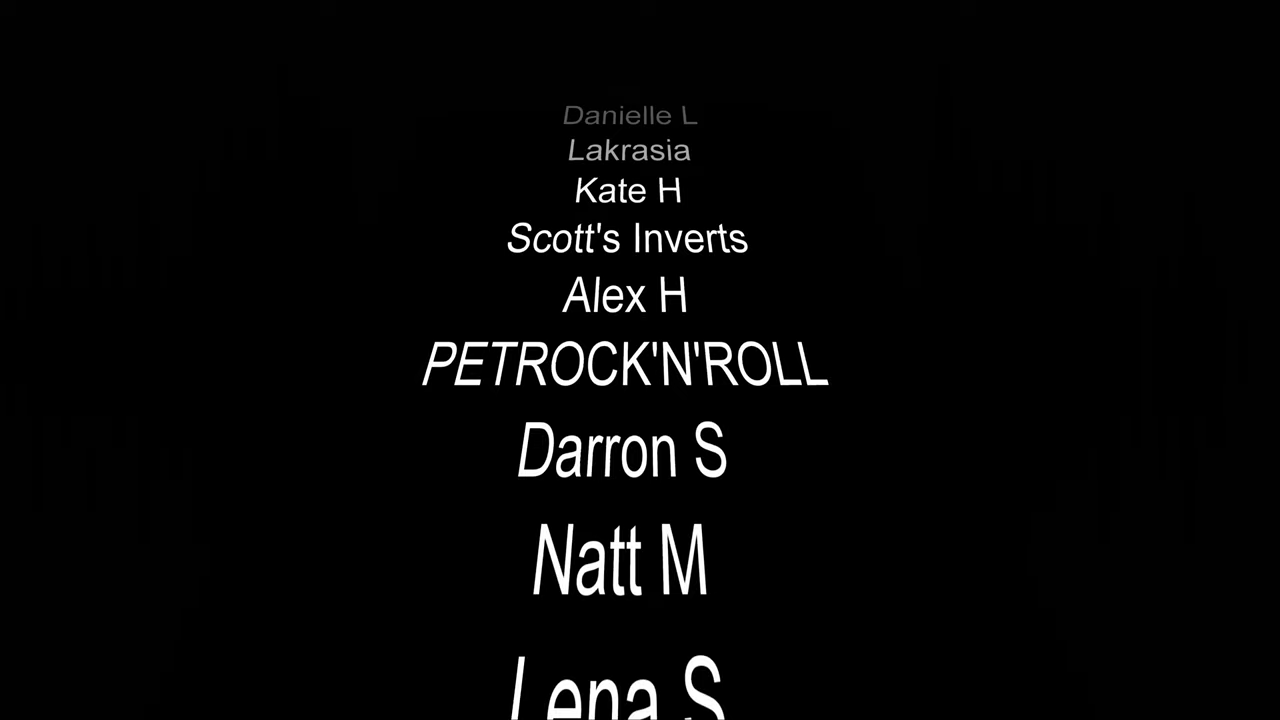 Danielle L
Lakrasia
Kate H
Scott's Inverts
Alex H
PETROCK'N'ROLL
Darron S
Natt M
Lena S